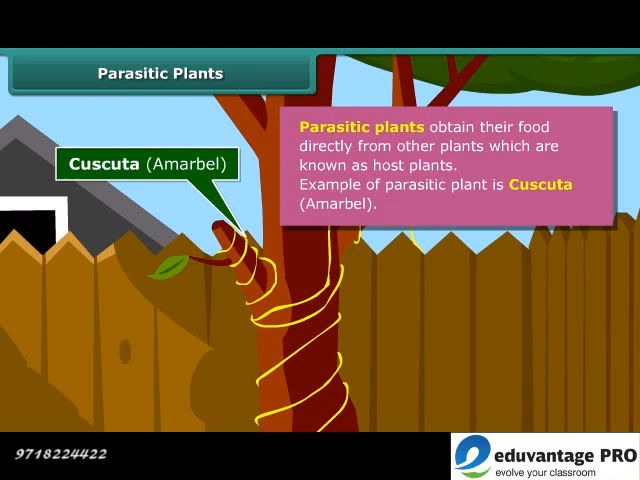 Parasitic Plants
Parasitic plants obtain their food
directly from other plants which are
known as host plants.
Example of parasitic plant is Cuscuta
(Amarbel).
Cuscuta (Amarbel)
9718224422
eduvantage PRO
evolve your classroom